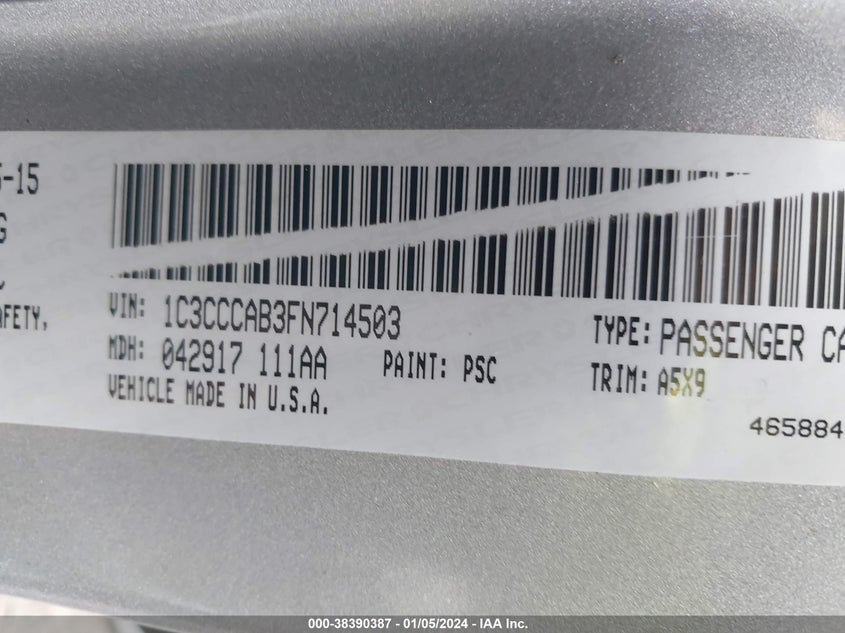 5-15
G
C
AFETY,
VIN: 1C3CCCAB3FN714503
MDH: 042917 111AA
PAINT: PSC
VEHICLE MADE IN U.S.A.
TYPE: PASSENGER CA
TRIM: A5X9
465884
000-38390387 - 01/05/2024 - IAA Inc.